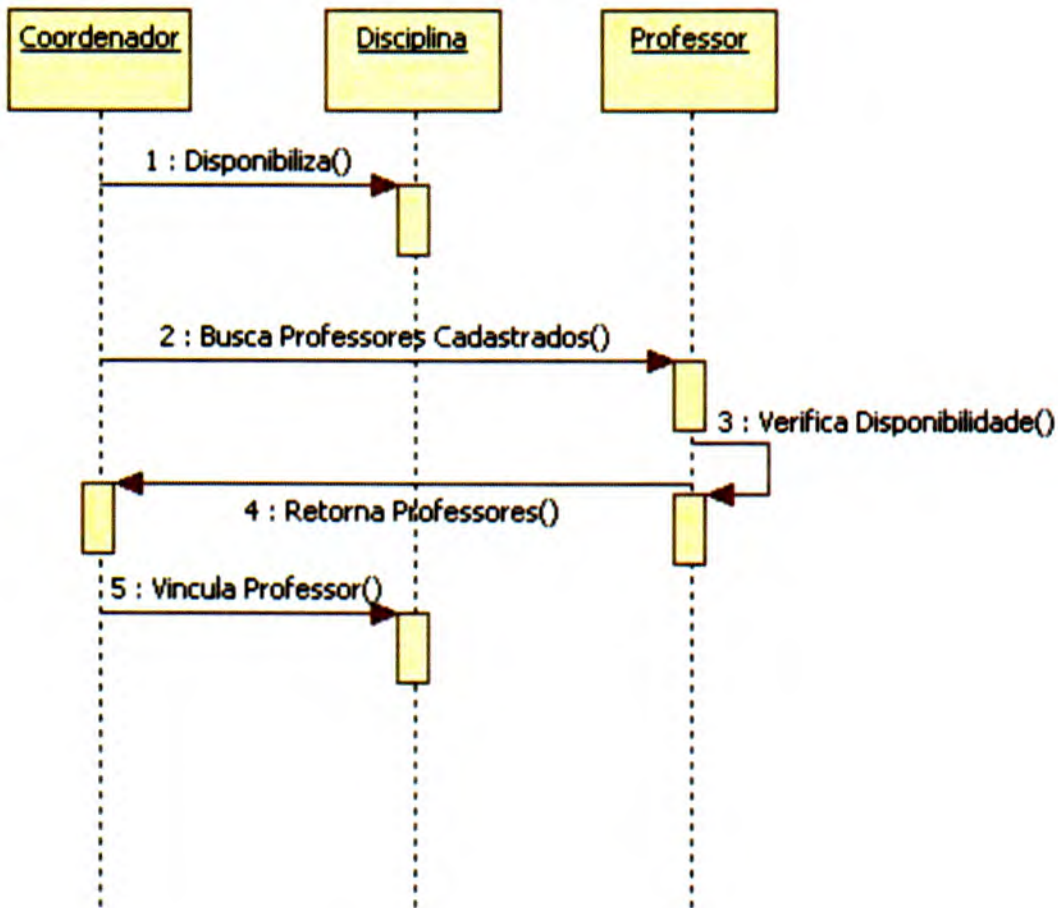 Coordenador
Disciplina
Professor
1 : Disponibiliza()
2 : Busca Professores Cadastrados()
3 : Verifica Disponibilidade()
4 : Retorna Professores()
5 : Vincula Professor()